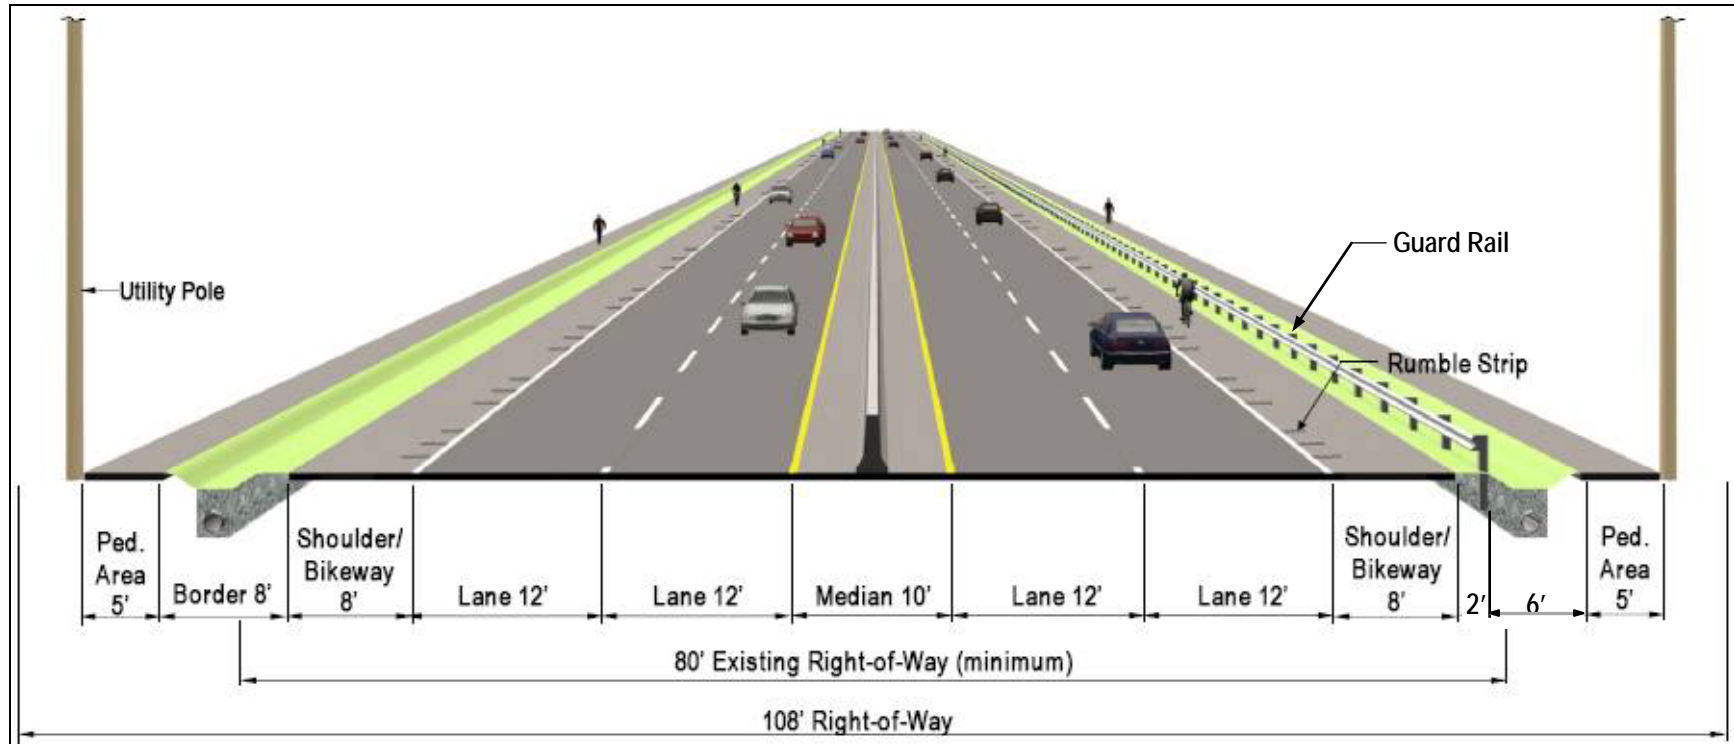 Guard Rail
Utility Pole
Rumble Strip
Ped.
Area
5'
Border 8'
Shoulder/
Bikeway
8'
Lane 12'
Lane 12'
Median 10'
Lane 12'
Lane 12'
Shoulder/
Bikeway
8'
2'
6'
Ped.
Area
5'
80' Existing Right-of-Way (minimum)
108' Right-of-Way